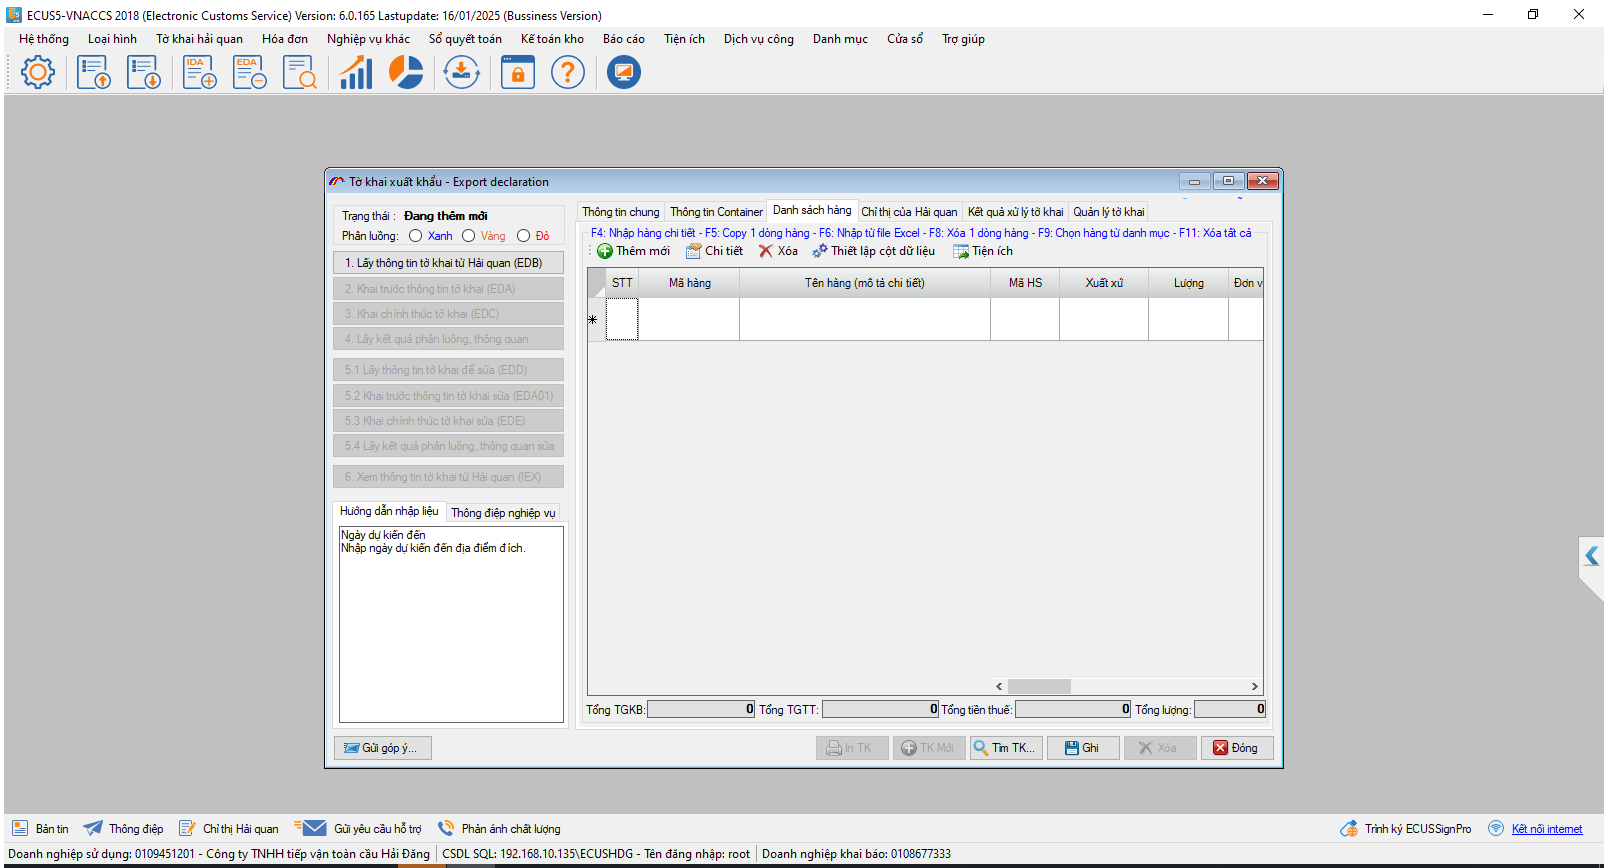 ECUS5-VNACCS 2018 (Electronic Customs Service) Version: 6.0.165 Lastupdate: 16/01/2025 (Bussiness Version)
Hệ thống Loại hình Tờ khai hải quan Hóa đơn Nghiệp vụ khác Sổ quyết toán Kế toán kho Báo cáo Tiện ích Dịch vụ công Danh mục Cửa sổ Trợ giúp
IDA EDA
Tờ khai xuất khẩu - Export declaration
Trạng thái : Đang thêm mới
Phân luồng: Xanh Vàng Đỏ
1. Lấy thông tin tờ khai từ Hải quan (EDB)
2. Khai trước thông tin tờ khai (EDA)
3. Khai chính thức tờ khai (EDC)
4. Lấy kết quả phân luồng, thông quan
5.1 Lấy thông tin tờ khai để sửa (EDD)
5.2 Khai trước thông tin tờ khai sửa (EDA01)
5.3 Khai chính thức tờ khai sửa (EDE)
5.4 Lấy kết quả phân luồng, thông quan sửa
6. Xem thông tin tờ khai từ Hải quan (IEX)
Hướng dẫn nhập liệu Thông điệp nghiệp vụ
Ngày dự kiến đến
Nhập ngày dự kiến đến địa điểm đích.
Thông tin chung Thông tin Container Danh sách hàng Chỉ thị của Hải quan Kết quả xử lý tờ khai Quản lý tờ khai
F4: Nhập hàng chi tiết - F5: Copy 1 dòng hàng - F6: Nhập từ file Excel - F8: Xóa 1 dòng hàng - F9: Chọn hàng từ danh mục - F11: Xóa tất cả
Thêm mới Chi tiết Xóa Thiết lập cột dữ liệu Tiện ích
STT Mã hàng Tên hàng (mô tả chi tiết) Mã HS Xuất xứ Lượng Đơn v
Tổng TGKB: 0 Tổng TGTT: 0 Tổng tiền thuế: 0 Tổng lượng: 0
Gửi góp ý... In TK TK Mới Tìm TK... Ghi Xóa Đóng
Bản tin Thông điệp Chỉ thị Hải quan Gửi yêu cầu hỗ trợ Phản ánh chất lượng Trình ký ECUSSignPro Kết nối internet
Doanh nghiệp sử dụng: 0109451201 - Công ty TNHH tiếp vận toàn cầu Hải Đăng CSDL SQL: 192.168.10.135\ECUSHDG - Tên đăng nhập: root Doanh nghiệp khai báo: 0108677333